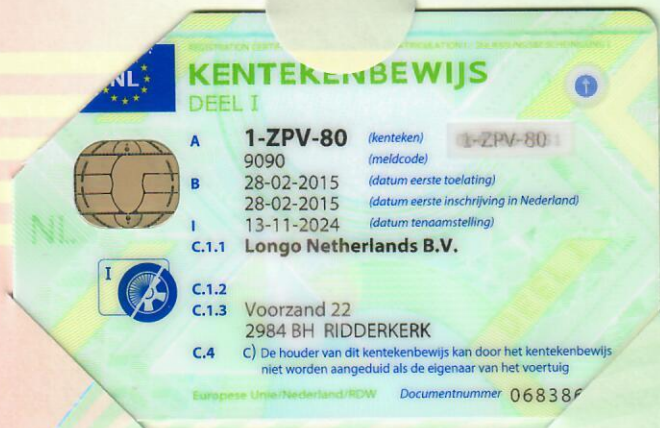 NL
KENTEKENBEWIJS
DEEL I
A 1-ZPV-80 (kenteken) 1-ZPV-80
9090 (meldcode)
B 28-02-2015 (datum eerste toelating)
28-02-2015 (datum eerste inschrijving in Nederland)
I 13-11-2024 (datum tenaamstelling)
C.1.1 Longo Netherlands B.V.
NL
I
C.1.2
C.1.3 Voorzand 22
2984 BH RIDDERKERK
C.4 C) De houder van dit kentekenbewijs kan door het kentekenbewijs
niet worden aangeduid als de eigenaar van het voertuig
Europese Unie/Nederland/RDW Documentnummer 068386